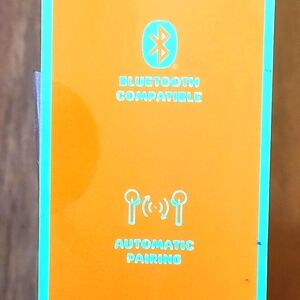 BLUETOOTH
COMPATIBLE
AUTOMATIC
PAIRING